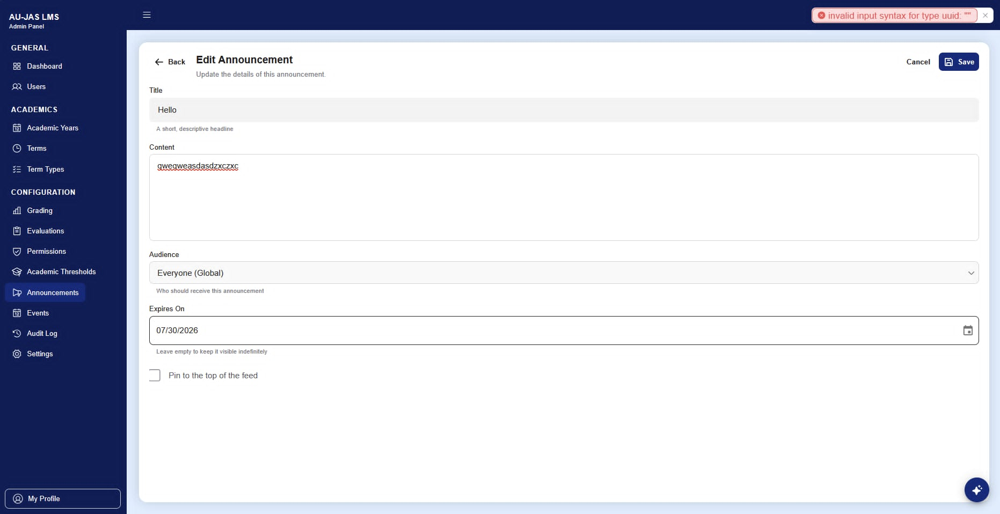 AU-JAS LMS
Admin Panel
GENERAL
Dashboard
Users
ACADEMICS
Academic Years
Terms
Term Types
CONFIGURATION
Grading
Evaluations
Permissions
Academic Thresholds
Announcements
Events
Audit Log
Settings
My Profile
invalid input syntax for type uuid: ""
Back
Edit Announcement
Update the details of this announcement.
Cancel
Save
Title
Hello
A short, descriptive headline
Content
qweqweasdasdzxczxc
Audience
Everyone (Global)
Who should receive this announcement
Expires On
07/30/2026
Leave empty to keep it visible indefinitely
Pin to the top of the feed